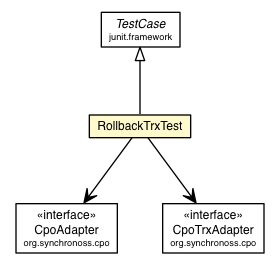 TestCase
junit.framework
RollbackTrxTest
«interface»
CpoAdapter
org.synchronoss.cpo
«interface»
CpoTrxAdapter
org.synchronoss.cpo